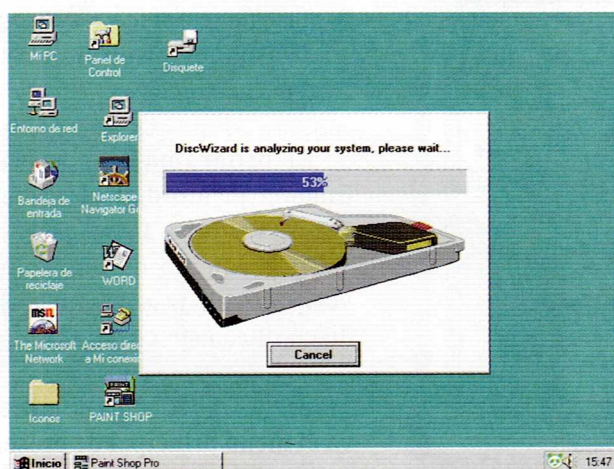 Mi PC
Panel de
Control
Disquete
Entorno de red
Explorer
DiscWizard is analyzing your system, please wait...
53%
Bandeja de
entrada
Netscape
Navigator
Papelera de
reciclaje
WORD
msn.
The Microsoft
Network
Acceso
a Mi
Cancel
Iconos
PAINT SHOP
Inicio
Paint Shop Pro
15:47